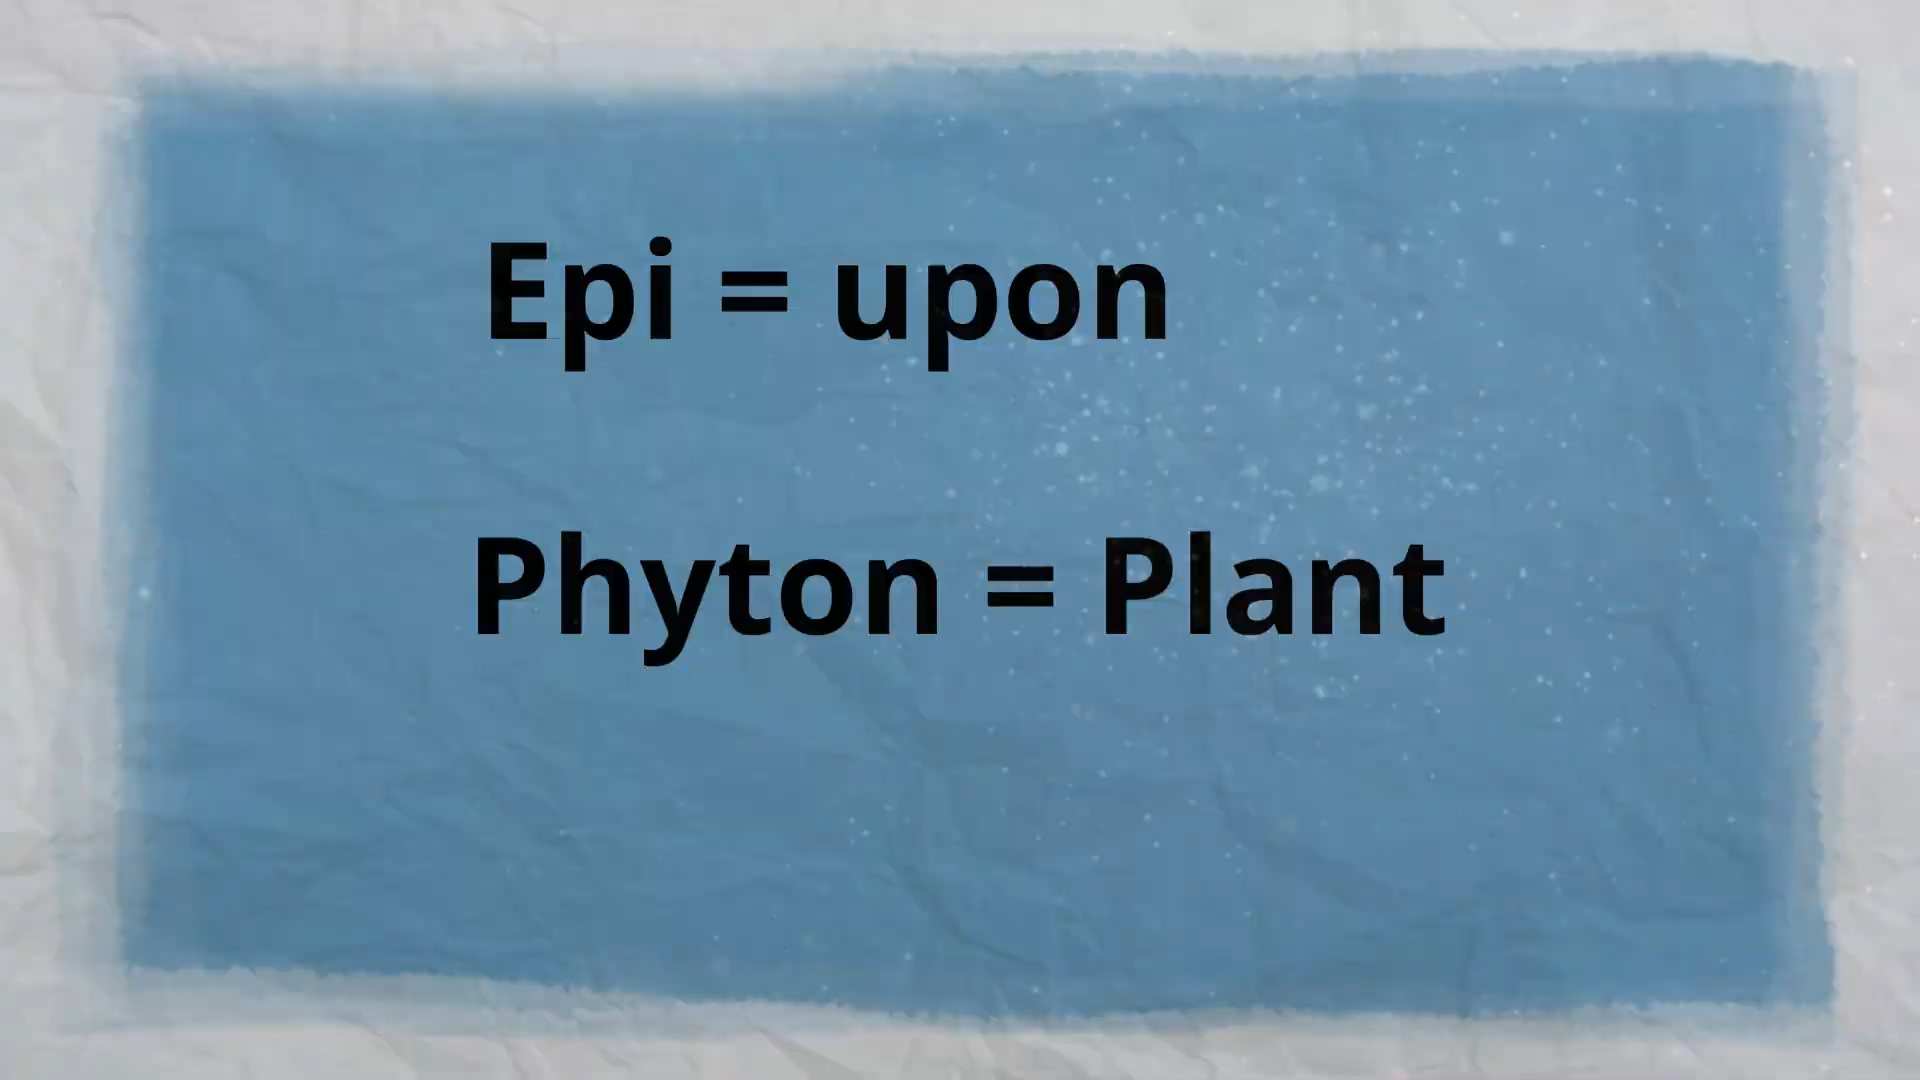 Epi = upon
Phyton = Plant